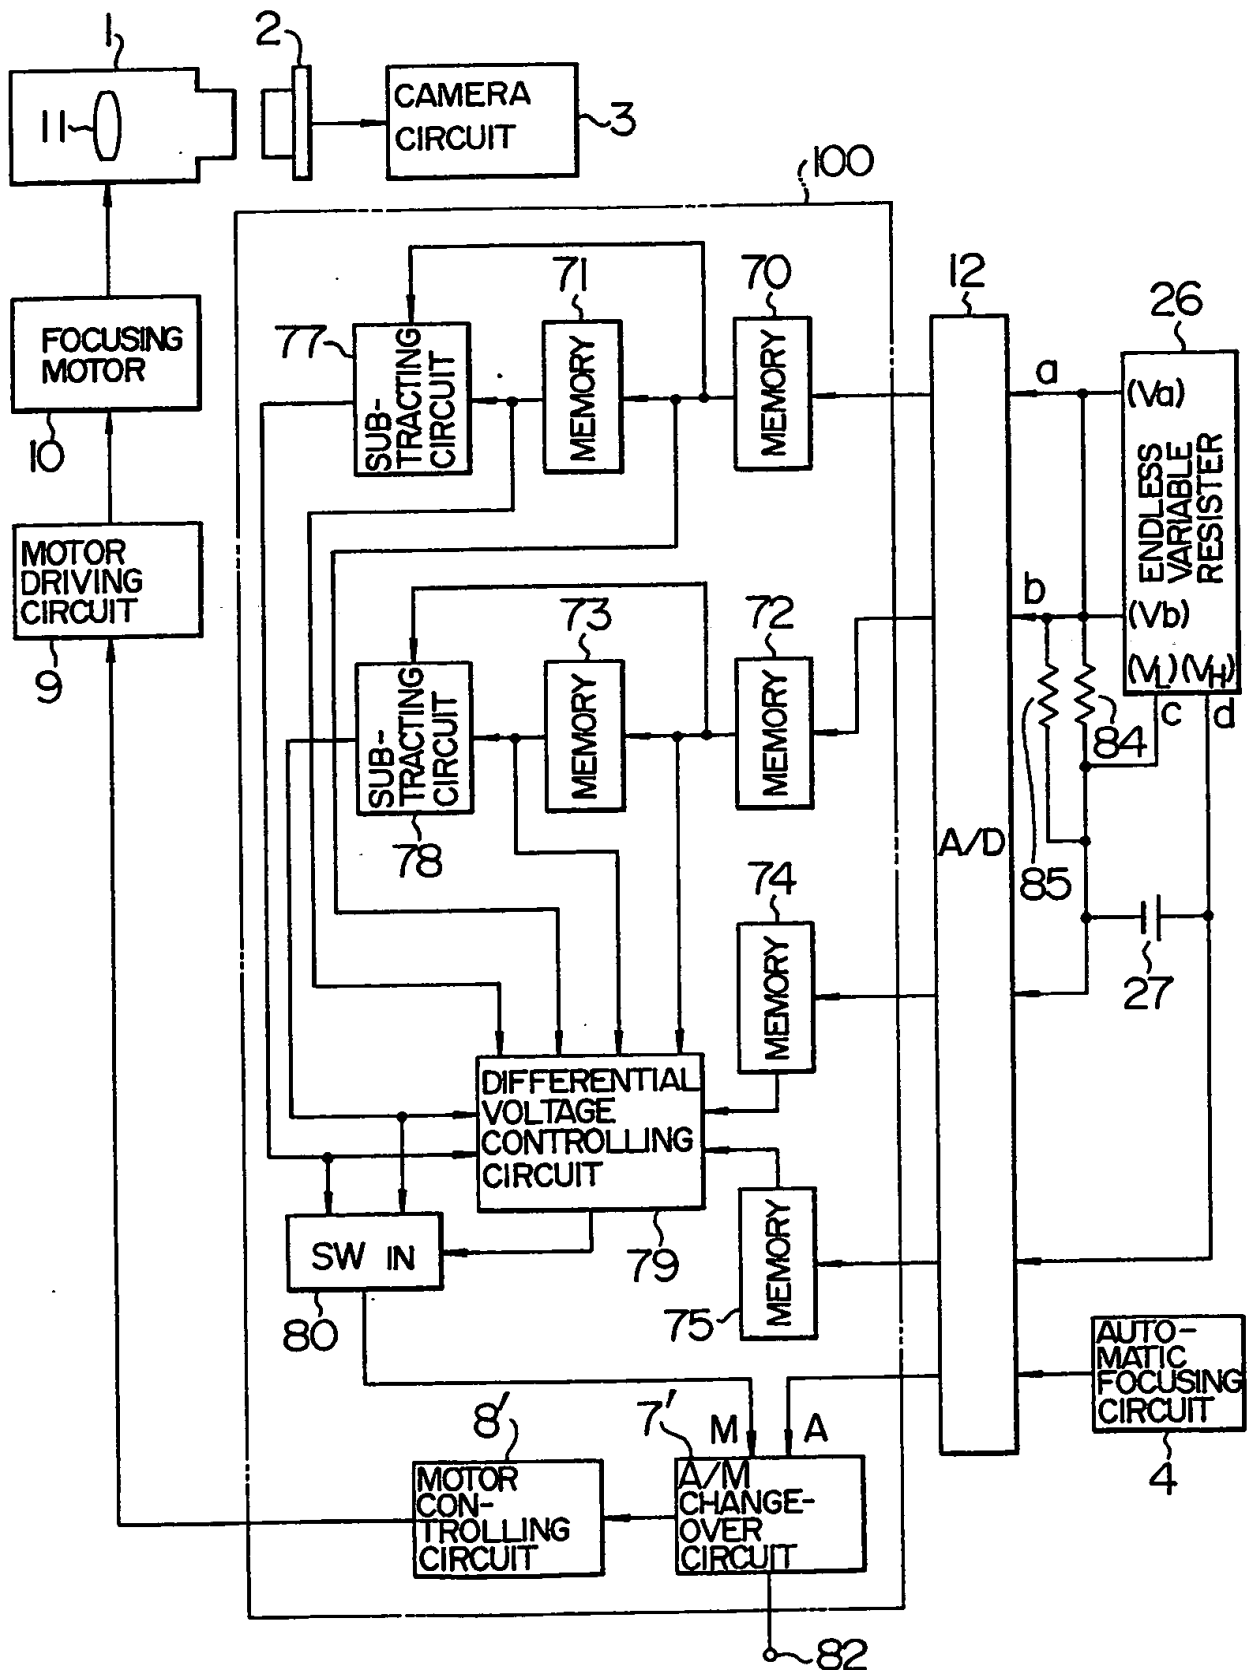 1
2
11
CAMERA
CIRCUIT
3
100
71
70
12
26
77
SUB-
TRACTING
CIRCUIT
MEMORY
MEMORY
a
(Va)
ENDLESS
VARIABLE
RESISTER
FOCUSING
MOTOR
10
MOTOR
DRIVING
CIRCUIT
9
73
72
b
(Vb)
(VL) (VH)
c
d
SUB-
TRACTING
CIRCUIT
78
MEMORY
MEMORY
84
85
A/D
74
MEMORY
27
DIFFERENTIAL
VOLTAGE
CONTROLLING
CIRCUIT
79
SW IN
80
75
MEMORY
AUTO-
MATIC
FOCUSING
CIRCUIT
4
8'
7'
M
A
MOTOR
CON-
TROLLING
CIRCUIT
A/M
CHANGE-
OVER
CIRCUIT
82